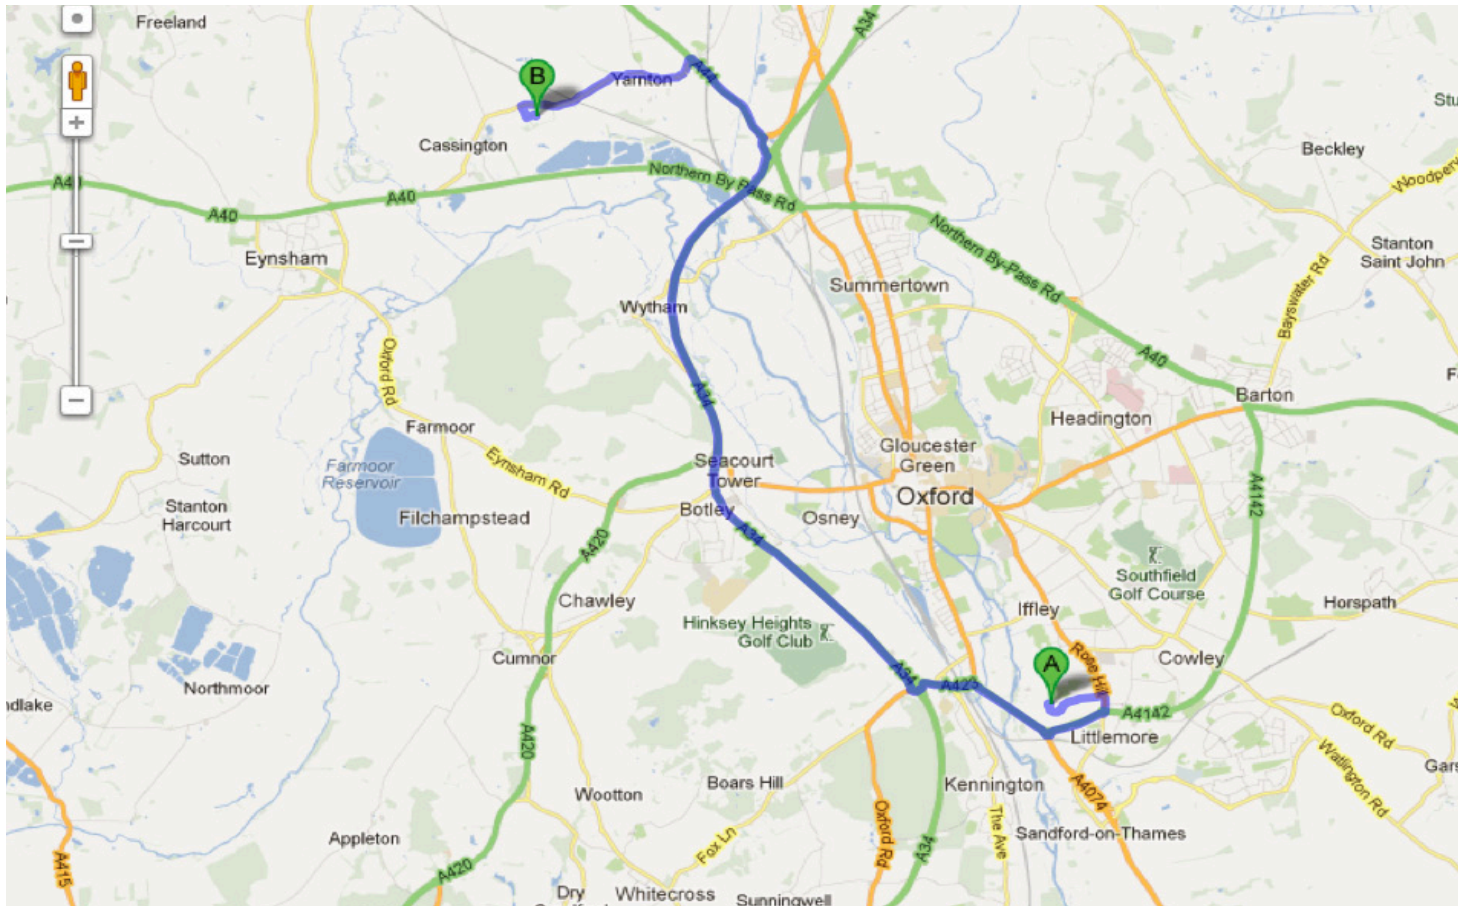 Freeland
A34
B
Yarnton
A44
Stu
Cassington
Beckley
Northern By Pass Rd
Woodperr
A40
A40
A40
Northern By-Pass Rd
Stanton
Saint John
Eynsham
Bayswater Rd
Summertown
Wytham
Oxford Rd
A40
A34
Barton
Headington
Farmoor
Gloucester
Green
Sutton
Farmoor
Reservoir
Eynsham Rd
Seacourt
Tower
Oxford
A4142
Stanton
Harcourt
Filchampstead
Botley
Osney
A34
A420
Southfield
Golf Course
Chawley
Iffley
Horspath
Hinksey Heights
Golf Club
Cumnor
Rose Hill
Cowley
A
Northmoor
A34
A423
ndlake
A4142
Oxford Rd
Littlemore
A420
Watlington Rd
Gars
Boars Hill
Kennington
A4074
Wootton
Oxford Rd
The Ave
Sandford-on-Thames
Appleton
Fox Ln
A34
A415
A420
Dry
Whitecross
Sunningwell